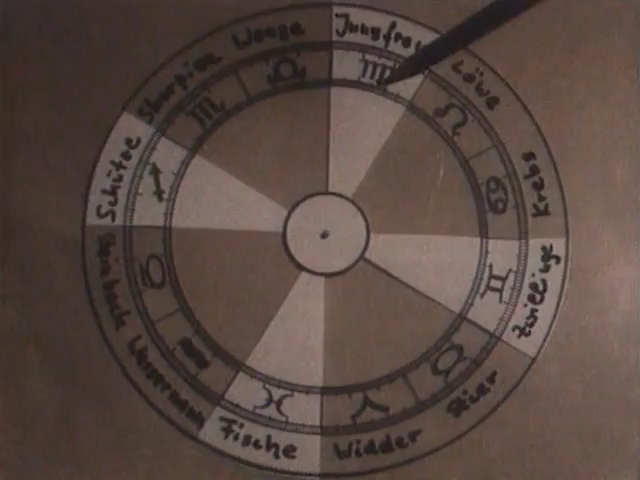 Jungfrau
Löwe
Krebs
Zwillinge
Stier
Widder
Fische
Wassermann
Steinbock
Schütze
Skorpion
Waage